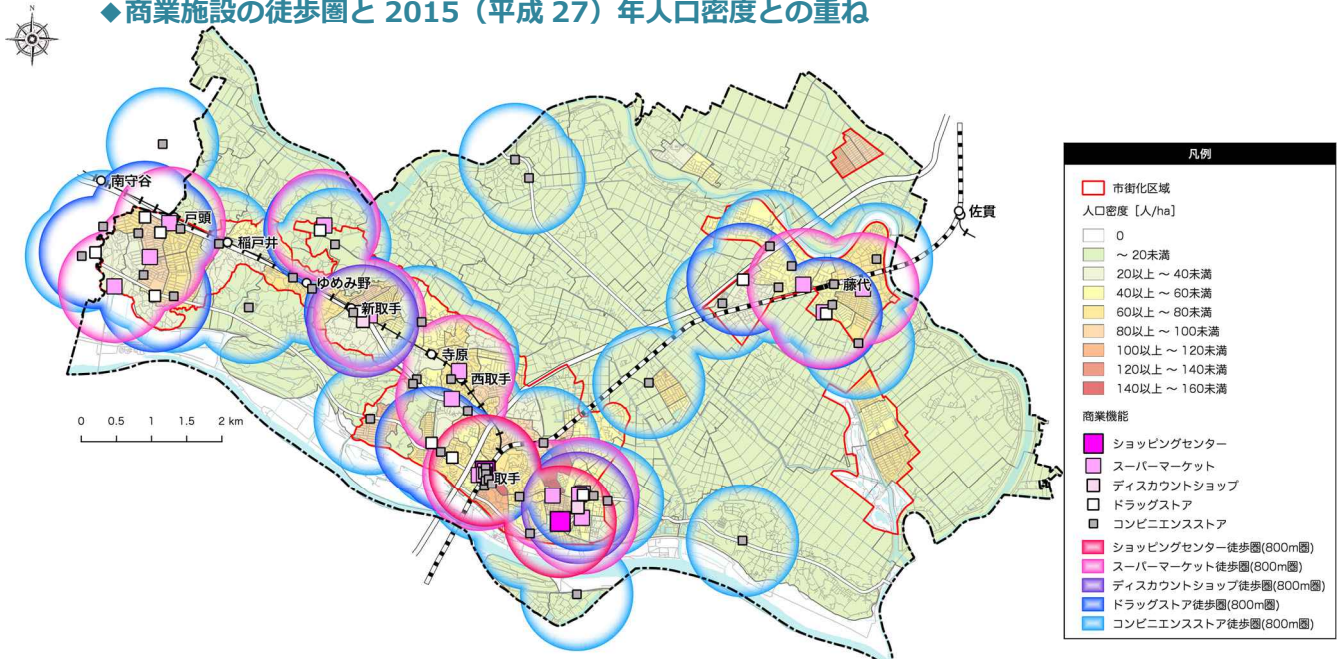 ◆商業施設の徒歩圏と 2015（平成 27）年人口密度との重ね
N
南守谷
戸頭
稲戸井
ゆめみ野
新取手
寺原
西取手
取手
藤代
佐貫
0 0.5 1 1.5 2 km
凡例
市街化区域
人口密度［人/ha］
0
～ 20未満
20以上 ～ 40未満
40以上 ～ 60未満
60以上 ～ 80未満
80以上 ～ 100未満
100以上 ～ 120未満
120以上 ～ 140未満
140以上 ～ 160未満
商業機能
ショッピングセンター
スーパーマーケット
ディスカウントショップ
ドラッグストア
コンビニエンスストア
ショッピングセンター徒歩圏(800m圏)
スーパーマーケット徒歩圏(800m圏)
ディスカウントショップ徒歩圏(800m圏)
ドラッグストア徒歩圏(800m圏)
コンビニエンスストア徒歩圏(800m圏)